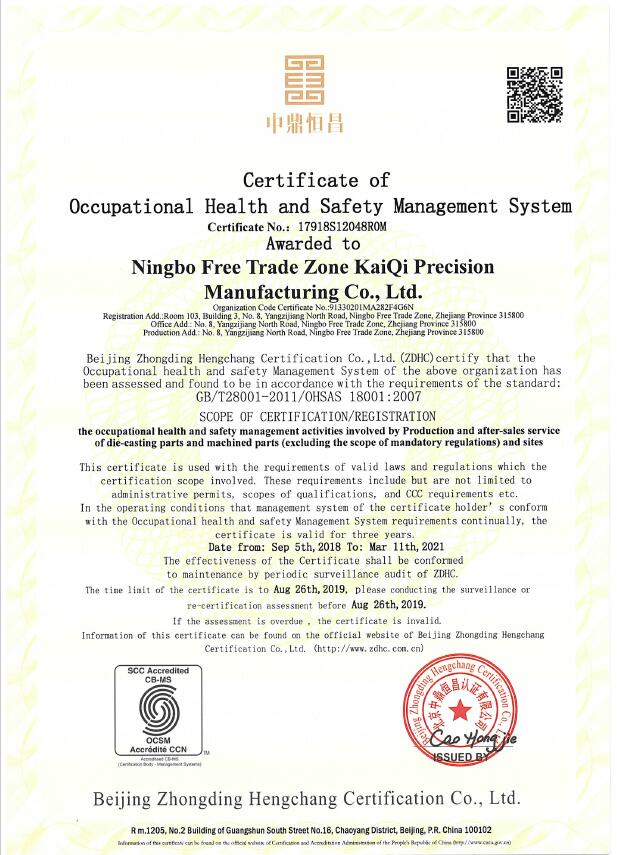 中鼎恒昌
Certificate of
Occupational Health and Safety Management System
Certificate No.: 17918S12048R0M
Awarded to
Ningbo Free Trade Zone KaiQi Precision
Manufacturing Co., Ltd.
Organization Code Certificate No.:91330201MA282F4G6N
Registration Add.:Room 103, Building 3, No. 8, Yangzijiang North Road, Ningbo Free Trade Zone, Zhejiang Province 315800
Office Add.: No. 8, Yangzijiang North Road, Ningbo Free Trade Zone, Zhejiang Province 315800
Production Add.: No. 8, Yangzijiang North Road, Ningbo Free Trade Zone, Zhejiang Province 315800
Beijing Zhongding Hengchang Certification Co.,Ltd.(ZDHC)certify that the
Occupational health and safety Management System of the above organization has
been assessed and found to be in accordance with the requirements of the standard:
GB/T28001-2011/OHSAS 18001:2007
SCOPE OF CERTIFICATION/REGISTRATION
the occupational health and safety management activities involved by Production and after-sales service
of die-casting parts and machined parts (excluding the scope of mandatory regulations) and sites
This certificate is used with the requirements of valid laws and regulations which the
certification scope involved. These requirements include but are not limited to
administrative permits, scopes of qualifications, and CCC requirements etc.
In the operating conditions that management system of the certificate holder's conform
with the Occupational health and safety Management System requirements continually, the
certificate is valid for three years.
Date from: Sep 5th,2018 To: Mar 11th,2021
The effectiveness of the Certificate shall be conformed
to maintenance by periodic surveillance audit of ZDHC.
The time limit of the certificate is to Aug 26th,2019, please conducting the surveillance or
re-certification assessment before Aug 26th,2019.
If the assessment is overdue , the certificate is invalid.
Information of this certificate can be found on the official website of Beijing Zhongding Hengchang
Certification Co.,Ltd. (http://www.zdhc.com.cn)
SCC Accredited
CB-MS
OCSM
Accrédité CCN
TM
Accreditaed CB-MS
(Certification Body - Management Systems)
Beijing Zhongding Hengchang Certification Co., Ltd.
北京中鼎恒昌认证有限公司
Cao Hongjie
ISSUED BY
Beijing Zhongding Hengchang Certification Co., Ltd.
Rm.1205, No.2 Building of Guangshun South Street No.16, Chaoyang District, Beijing, P.R. China 100102
Information of this certificate can be found on the official website of Certification and Accreditation Administration of the People's Republic of China (http://www.cnca.gov.cn)